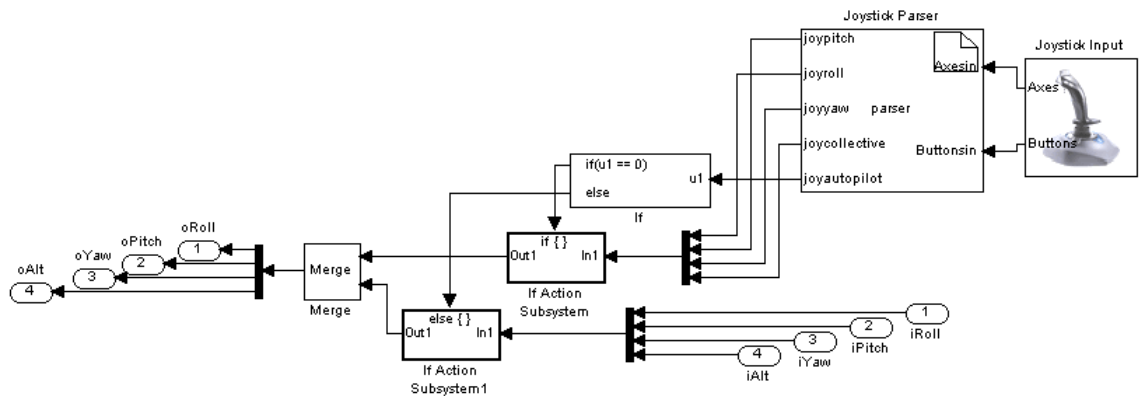 Joystick Parser
Joystick Input
joypitch
joyroll
joyyaw
joycollective
joyautopilot
parser
Axesin
Buttonsin
Axes
Buttons
if(u1 == 0)
else
u1
If
if { }
Out1
In1
If Action
Subsystem
else { }
Out1
In1
If Action
Subsystem1
Merge
Merge
oRoll
1
oPitch
2
oYaw
3
oAlt
4
1
iRoll
2
iPitch
3
iYaw
4
iAlt